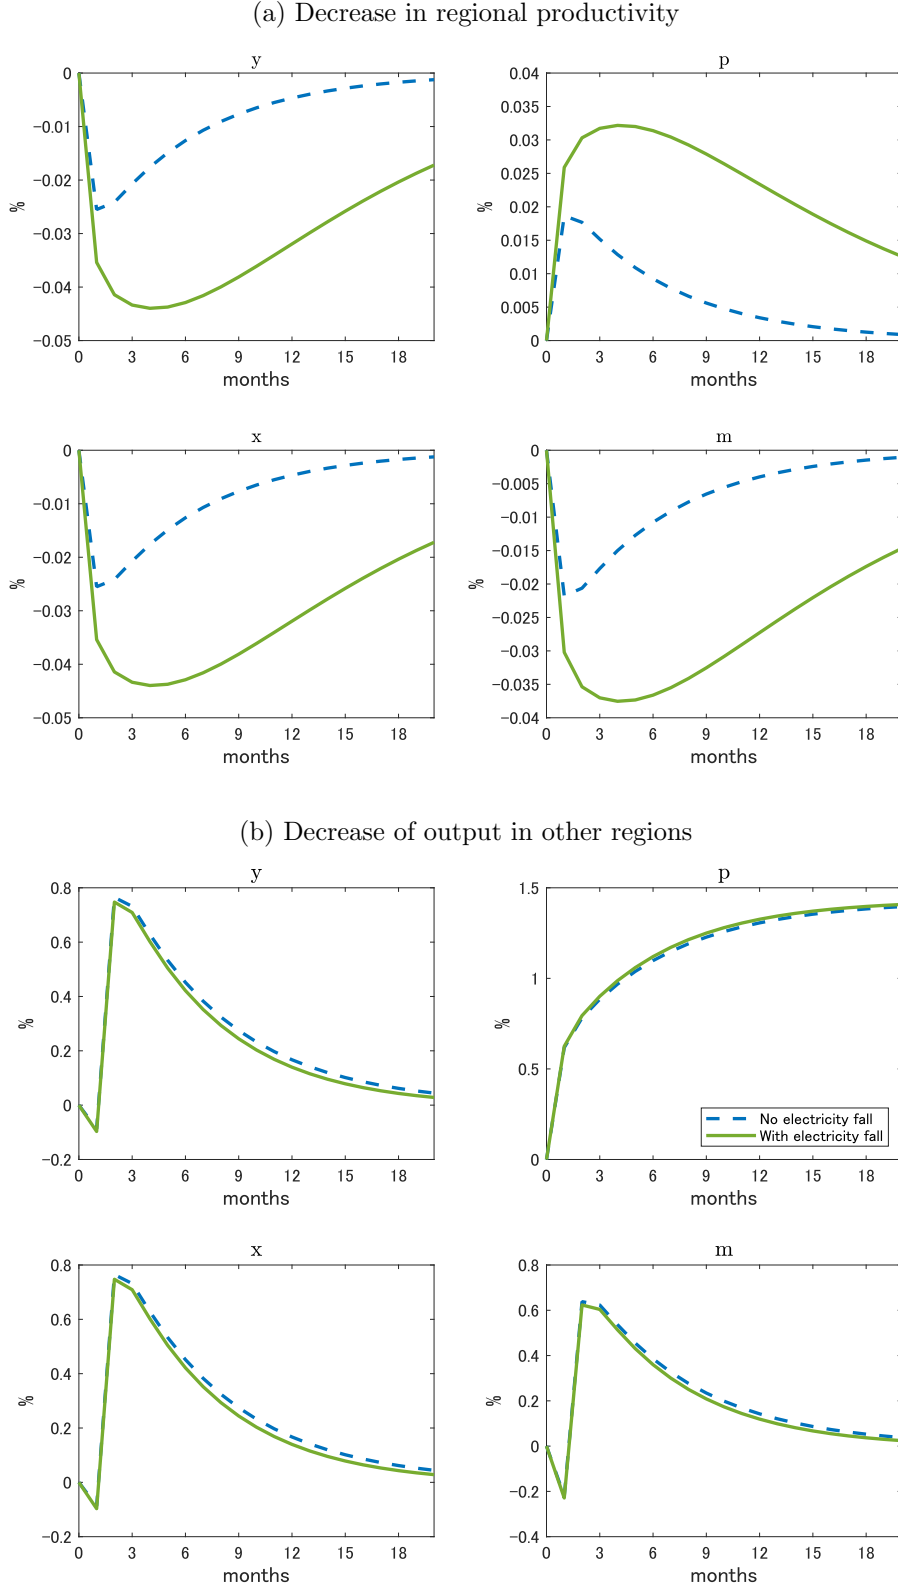 (a) Decrease in regional productivity
y
0
−0.01
−0.02
−0.03
−0.04
−0.05
%
0 3 6 9 12 15 18
months
p
0.04
0.035
0.03
0.025
0.02
0.015
0.01
0.005
0
%
0 3 6 9 12 15 18
months
x
0
−0.01
−0.02
−0.03
−0.04
−0.05
%
0 3 6 9 12 15 18
months
m
0
−0.005
−0.01
−0.015
−0.02
−0.025
−0.03
−0.035
−0.04
%
0 3 6 9 12 15 18
months
(b) Decrease of output in other regions
y
0.8
0.6
0.4
0.2
0
−0.2
%
0 3 6 9 12 15 18
months
p
1.5
1
0.5
0
%
No electricity fall
With electricity fall
0 3 6 9 12 15 18
months
x
0.8
0.6
0.4
0.2
0
−0.2
%
0 3 6 9 12 15 18
months
m
0.8
0.6
0.4
0.2
0
−0.2
−0.4
%
0 3 6 9 12 15 18
months